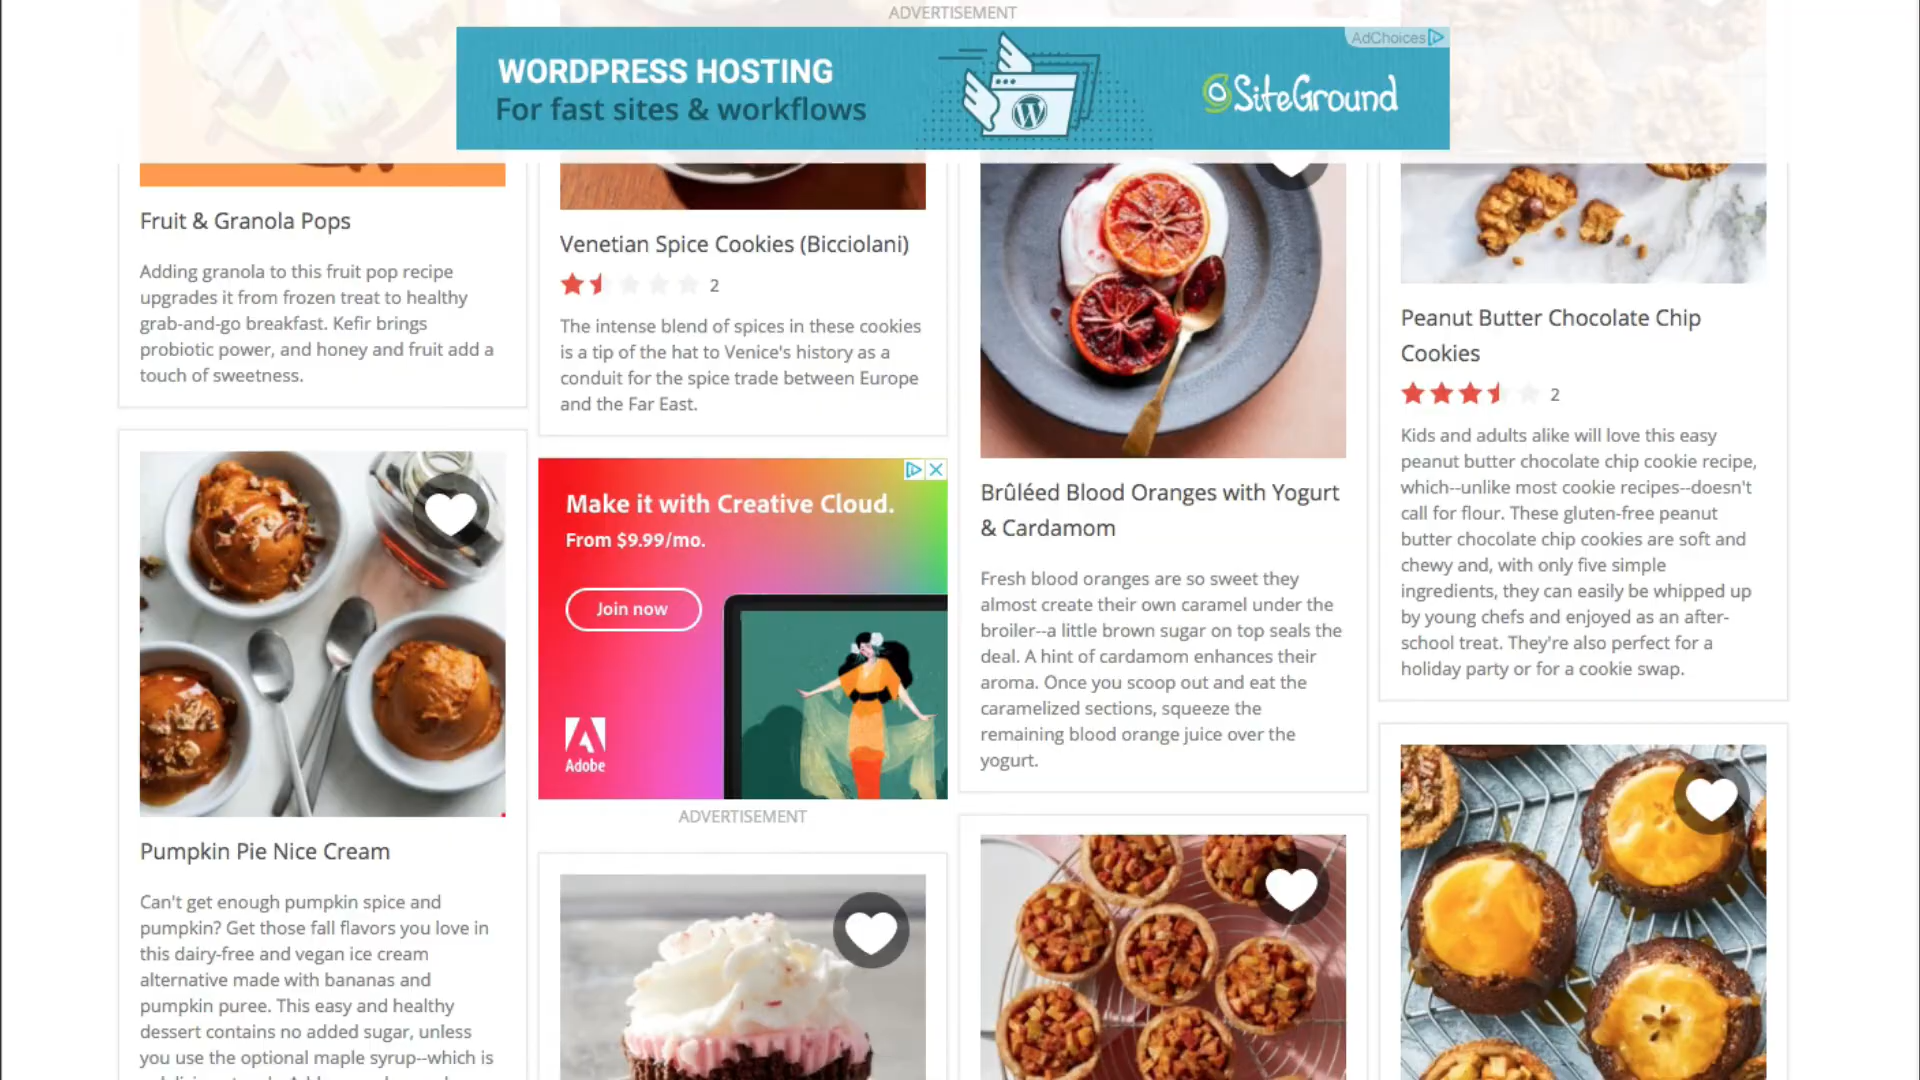 ADVERTISEMENT
AdChoices
WORDPRESS HOSTING
For fast sites & workflows
SiteGround
Fruit & Granola Pops
Adding granola to this fruit pop recipe
upgrades it from frozen treat to healthy
grab-and-go breakfast. Kefir brings
probiotic power, and honey and fruit add a
touch of sweetness.
Pumpkin Pie Nice Cream
Can't get enough pumpkin spice and
pumpkin? Get those fall flavors you love in
this dairy-free and vegan ice cream
alternative made with bananas and
pumpkin puree. This easy and healthy
dessert contains no added sugar, unless
you use the optional maple syrup--which is
Venetian Spice Cookies (Bicciolani)
2
The intense blend of spices in these cookies
is a tip of the hat to Venice's history as a
conduit for the spice trade between Europe
and the Far East.
Make it with Creative Cloud.
From $9.99/mo.
Join now
Adobe
ADVERTISEMENT
Brûléed Blood Oranges with Yogurt
& Cardamom
Fresh blood oranges are so sweet they
almost create their own caramel under the
broiler--a little brown sugar on top seals the
deal. A hint of cardamom enhances their
aroma. Once you scoop out and eat the
caramelized sections, squeeze the
remaining blood orange juice over the
yogurt.
Peanut Butter Chocolate Chip
Cookies
2
Kids and adults alike will love this easy
peanut butter chocolate chip cookie recipe,
which--unlike most cookie recipes--doesn't
call for flour. These gluten-free peanut
butter chocolate chip cookies are soft and
chewy and, with only five simple
ingredients, they can easily be whipped up
by young chefs and enjoyed as an after-
school treat. They're also perfect for a
holiday party or for a cookie swap.